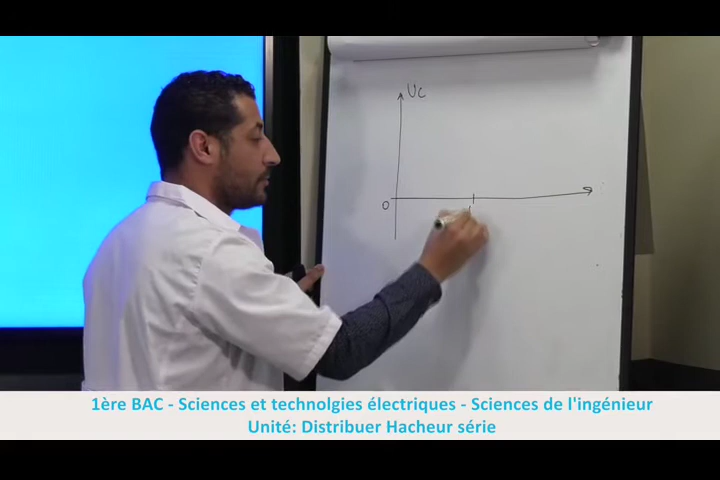 Uc
0
1ère BAC - Sciences et technolgies électriques - Sciences de l'ingénieur
Unité: Distribuer Hacheur série